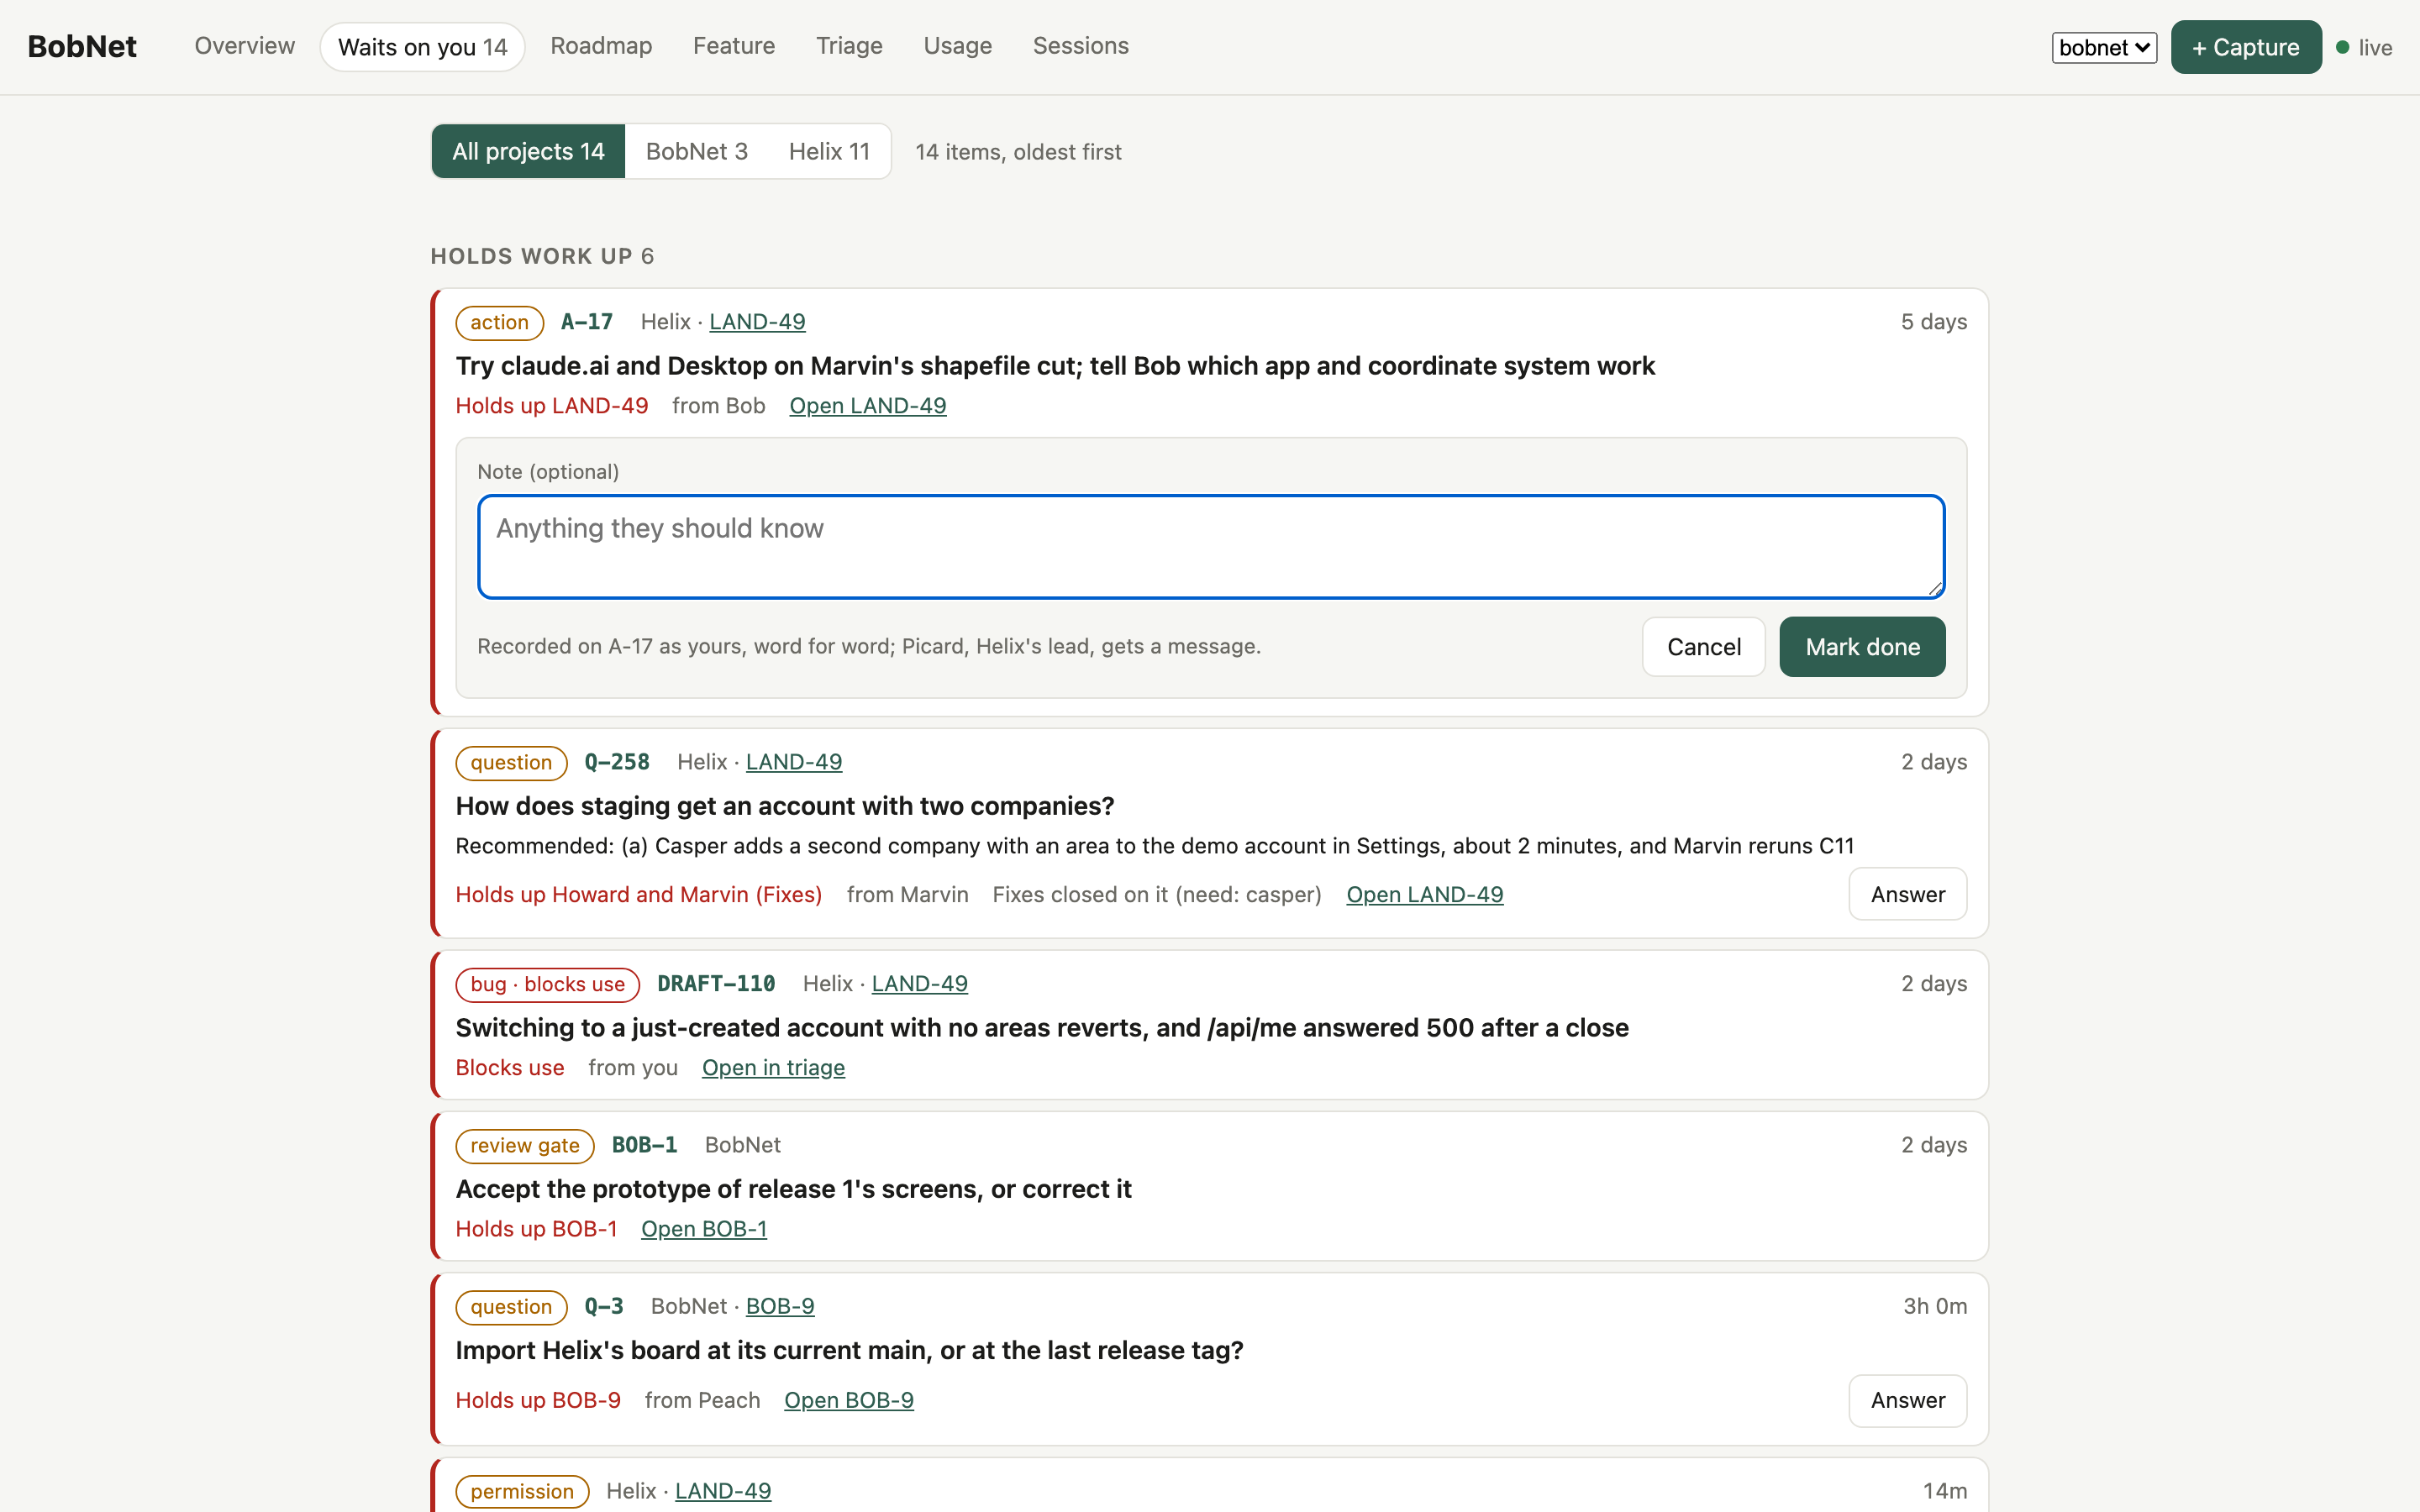 BobNet Overview Waits on you 14 Roadmap Feature Triage Usage Sessions bobnet + Capture live
All projects 14 BobNet 3 Helix 11 14 items, oldest first
HOLDS WORK UP 6
action A-17 Helix · LAND-49 5 days
Try claude.ai and Desktop on Marvin's shapefile cut; tell Bob which app and coordinate system work
Holds up LAND-49 from Bob Open LAND-49
Note (optional)
Anything they should know
Recorded on A-17 as yours, word for word; Picard, Helix's lead, gets a message. Cancel Mark done
question Q-258 Helix · LAND-49 2 days
How does staging get an account with two companies?
Recommended: (a) Casper adds a second company with an area to the demo account in Settings, about 2 minutes, and Marvin reruns C11
Holds up Howard and Marvin (Fixes) from Marvin Fixes closed on it (need: casper) Open LAND-49 Answer
bug · blocks use DRAFT-110 Helix · LAND-49 2 days
Switching to a just-created account with no areas reverts, and /api/me answered 500 after a close
Blocks use from you Open in triage
review gate BOB-1 BobNet 2 days
Accept the prototype of release 1's screens, or correct it
Holds up BOB-1 Open BOB-1
question Q-3 BobNet · BOB-9 3h 0m
Import Helix's board at its current main, or at the last release tag?
Holds up BOB-9 from Peach Open BOB-9 Answer
permission Helix · LAND-49 14m